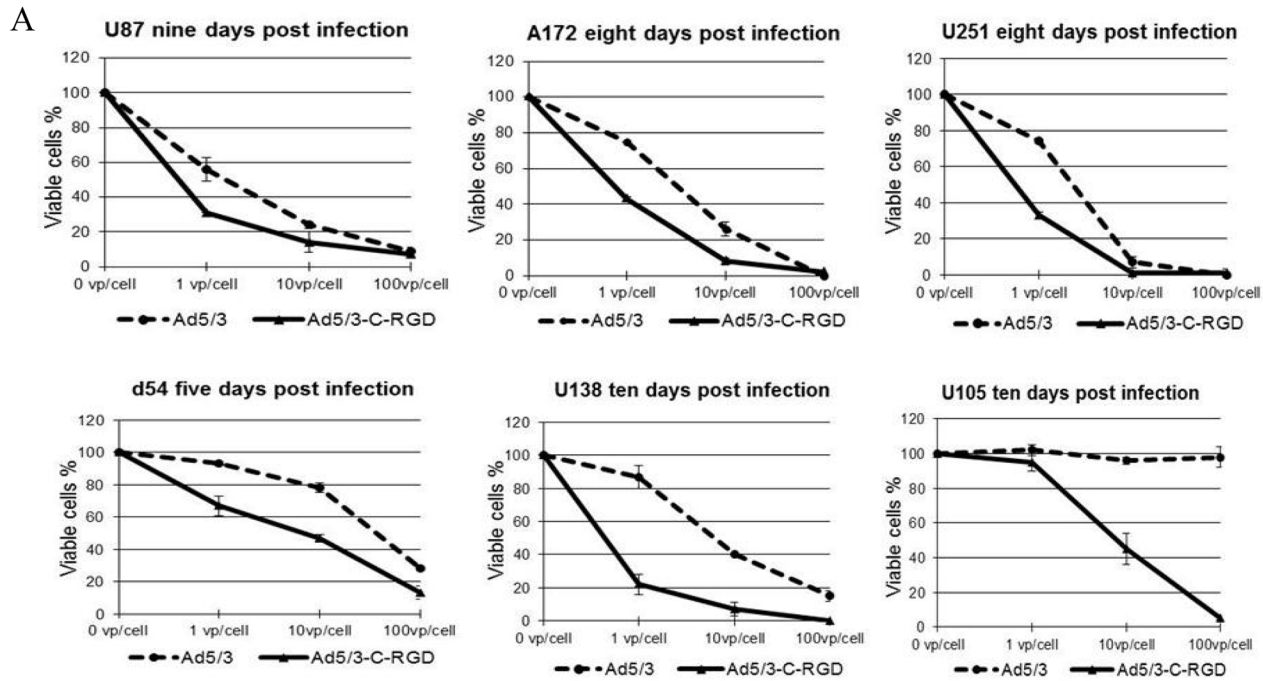 A
U87 nine days post infection
Viable cells %
120
100
80
60
40
20
0
0 vp/cell 1 vp/cell 10vp/cell 100vp/cell
Ad5/3 Ad5/3-C-RGD
A172 eight days post infection
Viable cells %
120
100
80
60
40
20
0
0 vp/cell 1 vp/cell 10vp/cell 100vp/cell
Ad5/3 Ad5/3-C-RGD
U251 eight days post infection
Viable cells %
120
100
80
60
40
20
0
0 vp/cell 1 vp/cell 10vp/cell 100vp/cell
Ad5/3 Ad5/3-C-RGD
d54 five days post infection
Viable cells %
120
100
80
60
40
20
0
0 vp/cell 1 vp/cell 10vp/cell 100vp/cell
Ad5/3 Ad5/3-C-RGD
U138 ten days post infection
Viable cells %
120
100
80
60
40
20
0
0 vp/cell 1 vp/cell 10vp/cell 100vp/cell
Ad5/3 Ad5/3-C-RGD
U105 ten days post infection
Viable cells %
120
100
80
60
40
20
0
0 vp/cell 1 vp/cell 10vp/cell 100vp/cell
Ad5/3 Ad5/3-C-RGD